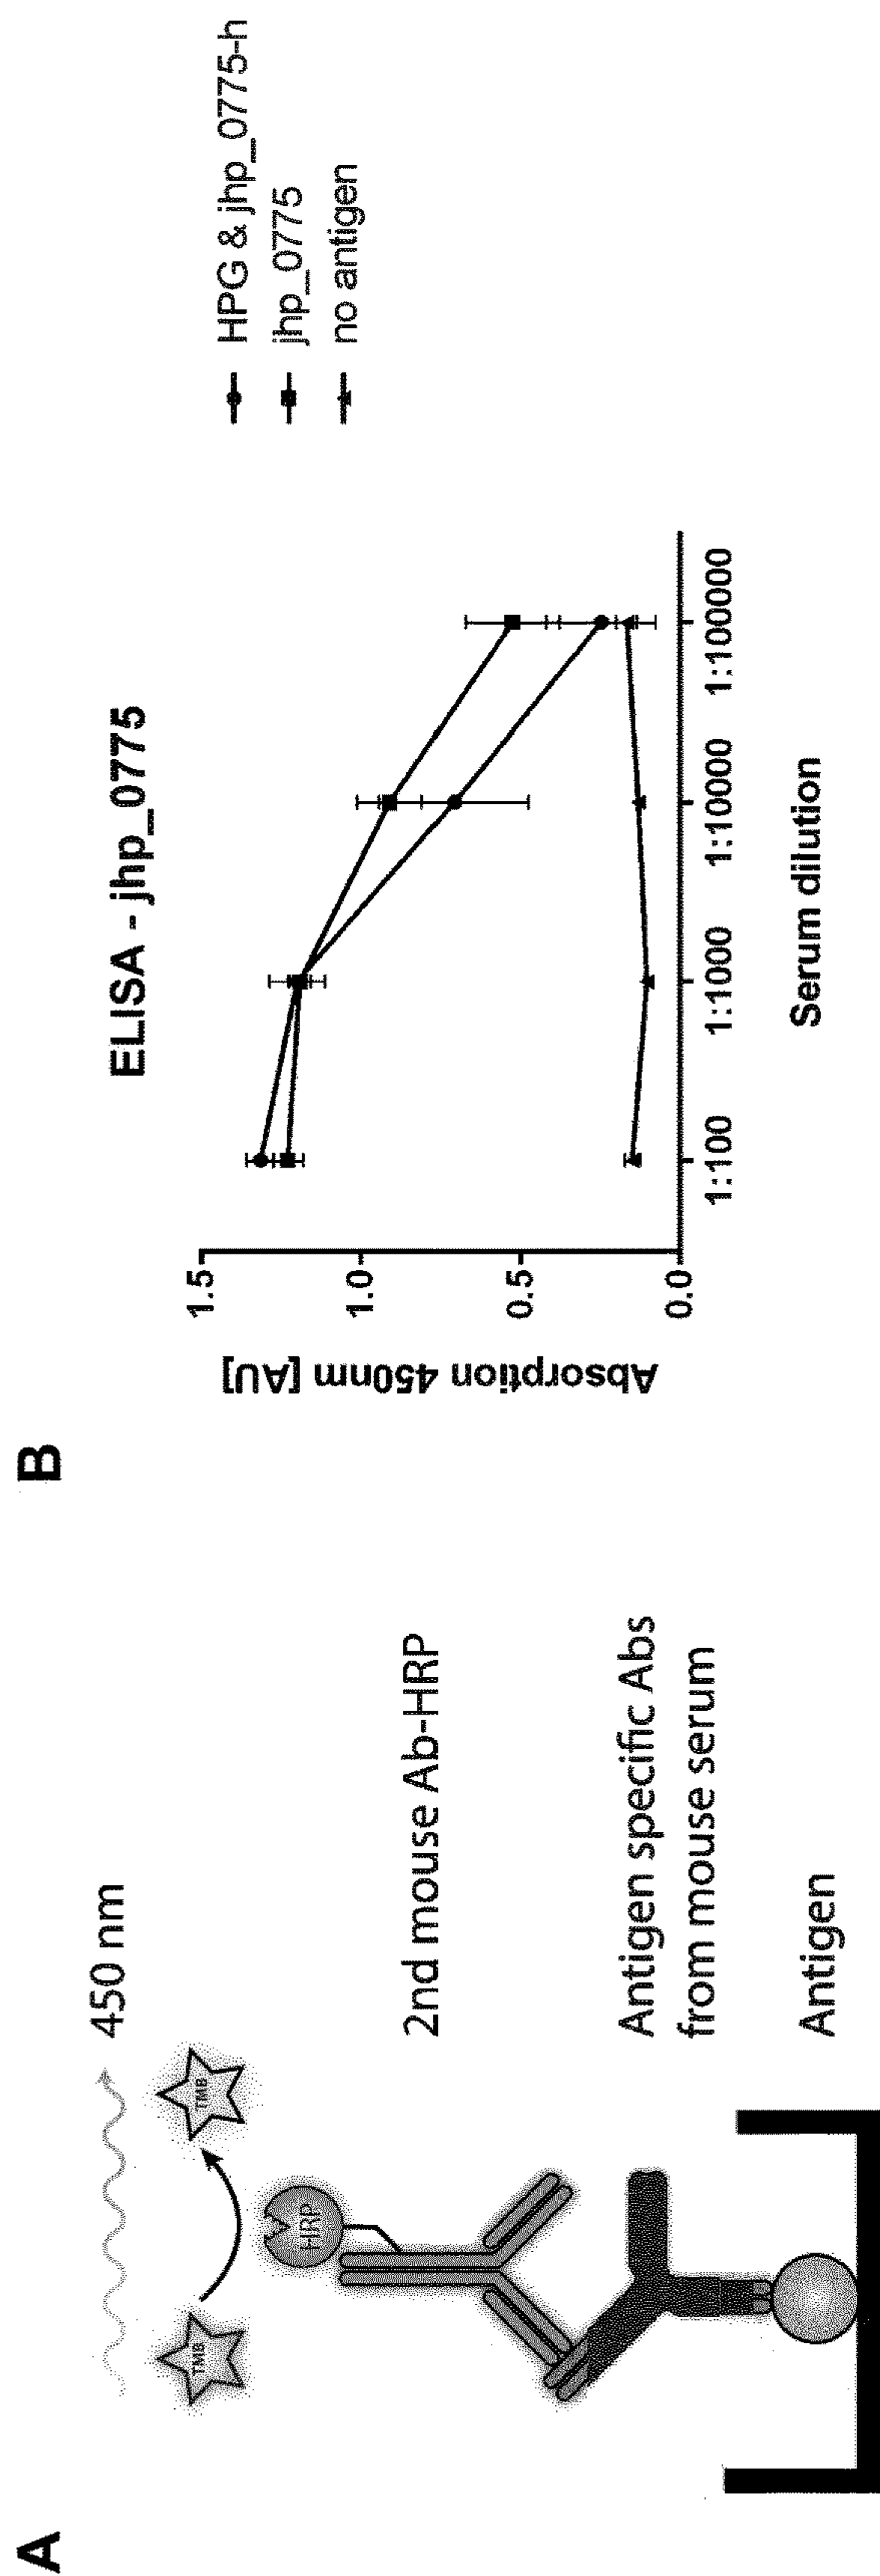 A
450 nm
TMB
TMB
HRP
2nd mouse Ab-HRP
Antigen specific Abs
from mouse serum
Antigen
B
ELISA - jhp_0775
Absorption 450nm [AU]
1.5
1.0
0.5
0.0
1:100
1:1000
1:10000
1:100000
Serum dilution
HPG & jhp_0775-h
jhp_0775
no antigen